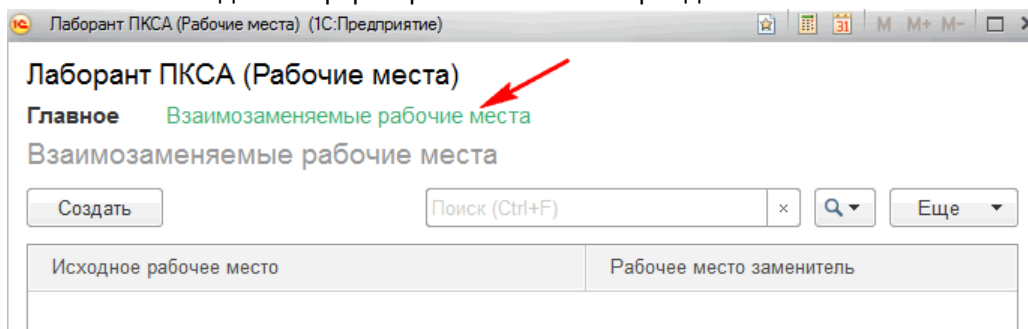 Лаборант ПКСА (Рабочие места) (1С:Предприятие) 31 M M+ M-
Лаборант ПКСА (Рабочие места)
Главное Взаимозаменяемые рабочие места
Взаимозаменяемые рабочие места
Создать Поиск (Ctrl+F) × Еще
Исходное рабочее место Рабочее место заменитель